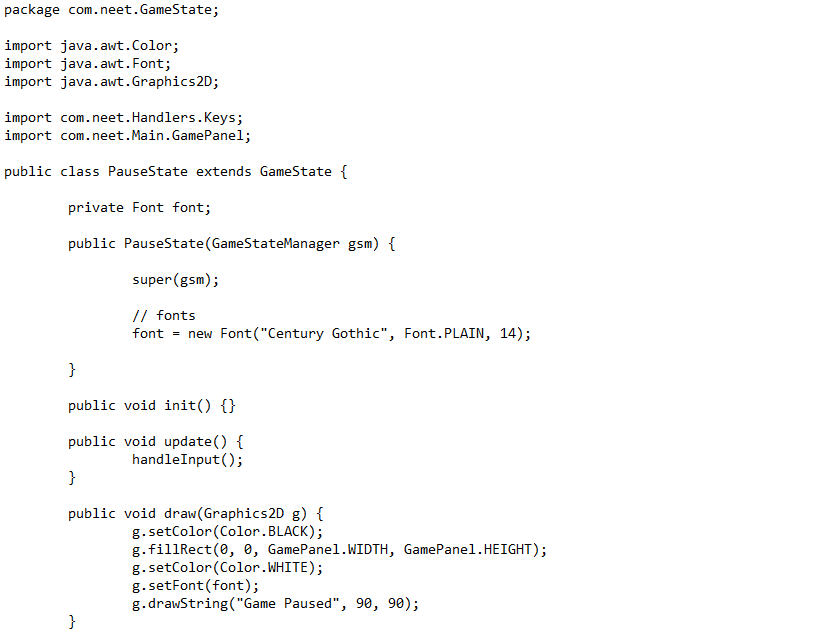 package com.neet.GameState;

import java.awt.Color;
import java.awt.Font;
import java.awt.Graphics2D;

import com.neet.Handlers.Keys;
import com.neet.Main.GamePanel;

public class PauseState extends GameState {

        private Font font;

        public PauseState(GameStateManager gsm) {

                super(gsm);

                // fonts
                font = new Font("Century Gothic", Font.PLAIN, 14);

        }

        public void init() {}

        public void update() {
                handleInput();
        }

        public void draw(Graphics2D g) {
                g.setColor(Color.BLACK);
                g.fillRect(0, 0, GamePanel.WIDTH, GamePanel.HEIGHT);
                g.setColor(Color.WHITE);
                g.setFont(font);
                g.drawString("Game Paused", 90, 90);
        }